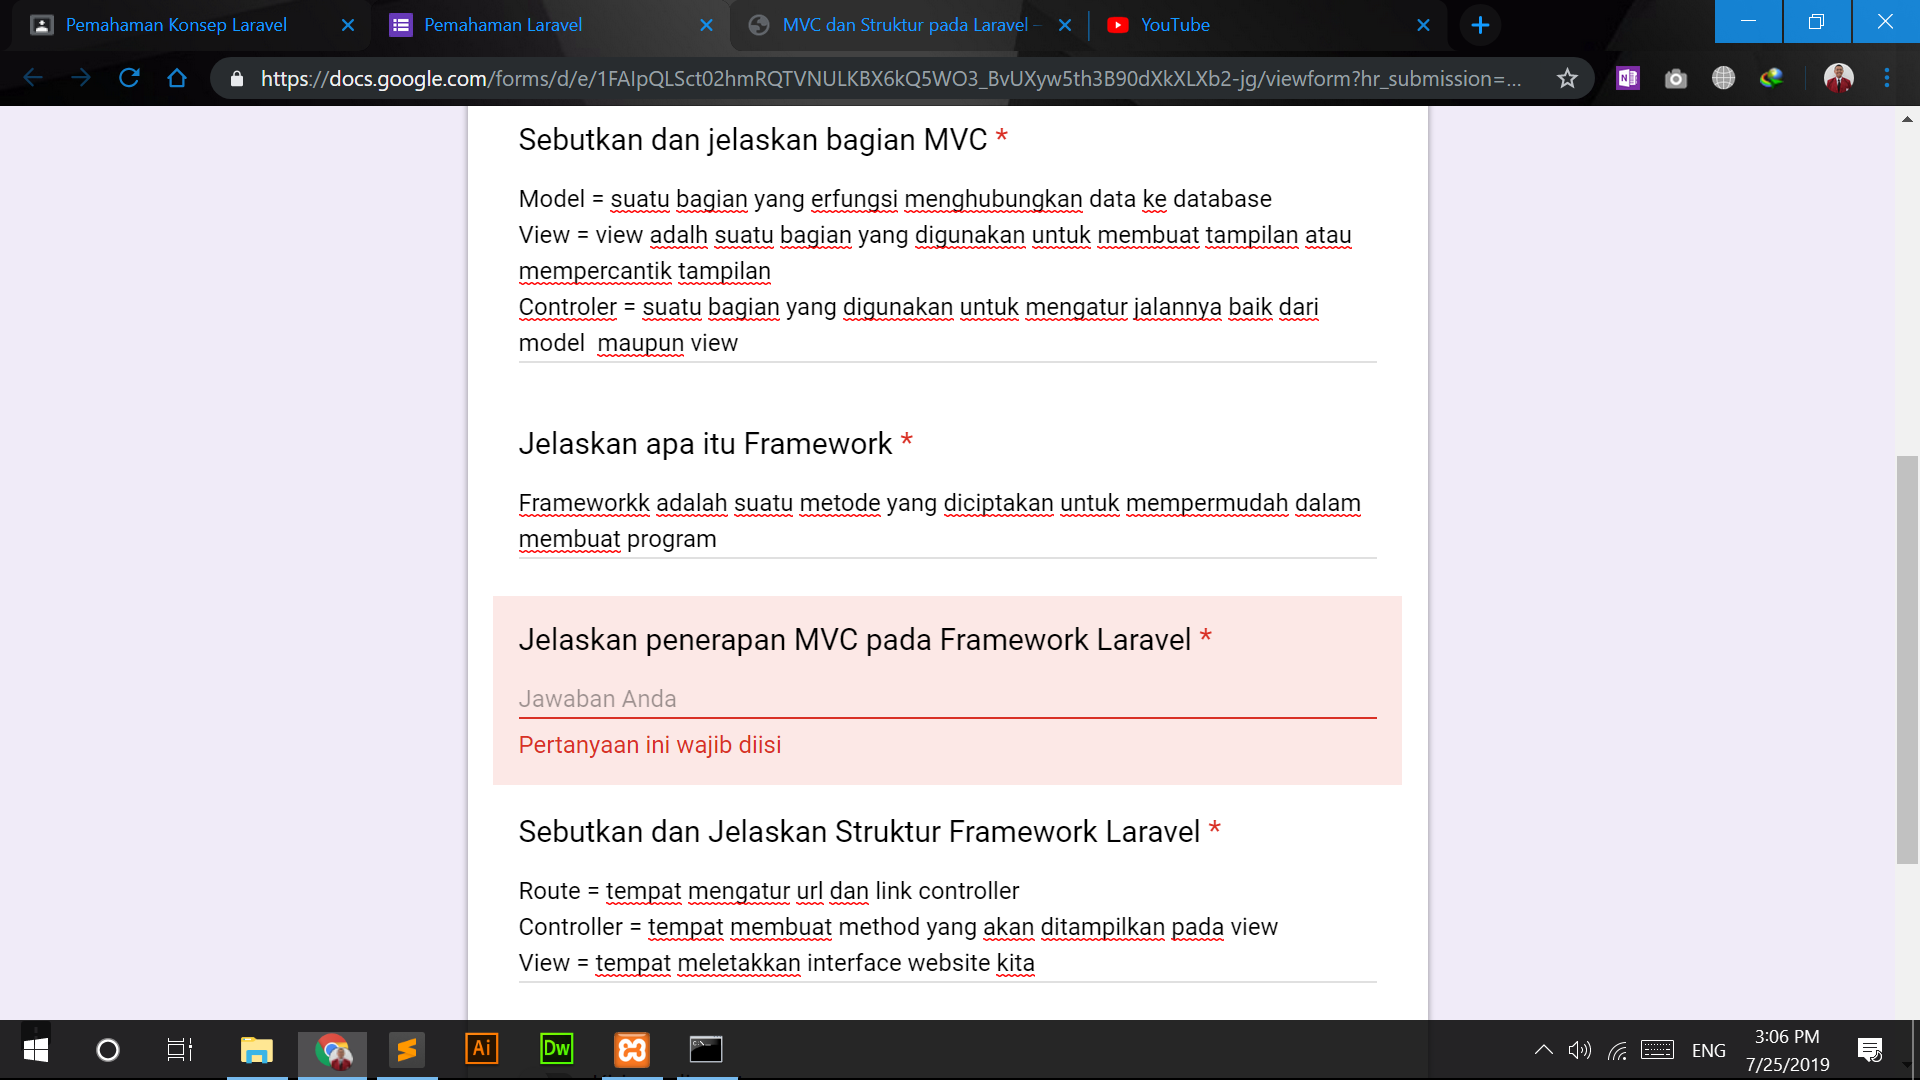 Pemahaman Konsep Laravel
Pemahaman Laravel
MVC dan Struktur pada Laravel -
YouTube
https://docs.google.com/forms/d/e/1FAIpQLSct02hmRQTVNULKBX6kQ5WO3_BvUXyw5th3B90dXkXLXb2-jg/viewform?hr_submission=...
Sebutkan dan jelaskan bagian MVC *
Model = suatu bagian yang erfungsi menghubungkan data ke database
View = view adalh suatu bagian yang digunakan untuk membuat tampilan atau
mempercantik tampilan
Controler = suatu bagian yang digunakan untuk mengatur jalannya baik dari
model  maupun view
Jelaskan apa itu Framework *
Frameworkk adalah suatu metode yang diciptakan untuk mempermudah dalam
membuat program
Jelaskan penerapan MVC pada Framework Laravel *
Jawaban Anda
Pertanyaan ini wajib diisi
Sebutkan dan Jelaskan Struktur Framework Laravel *
Route = tempat mengatur url dan link controller
Controller = tempat membuat method yang akan ditampilkan pada view
View = tempat meletakkan interface website kita
Ai
Dw
ENG
3:06 PM
7/25/2019